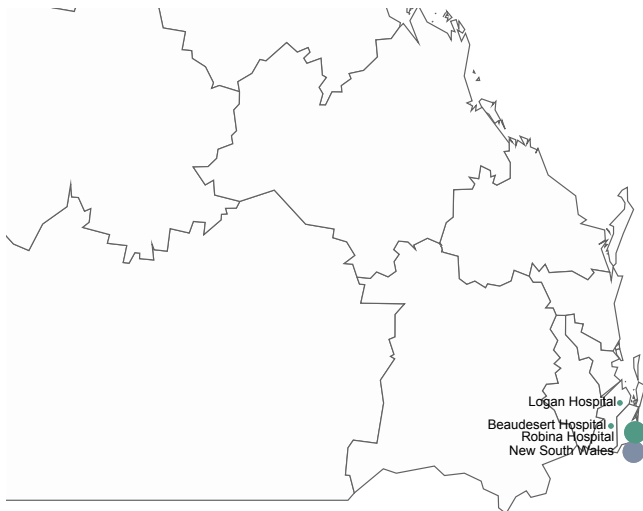 Logan Hospital
Beaudesert Hospital
Robina Hospital
New South Wales